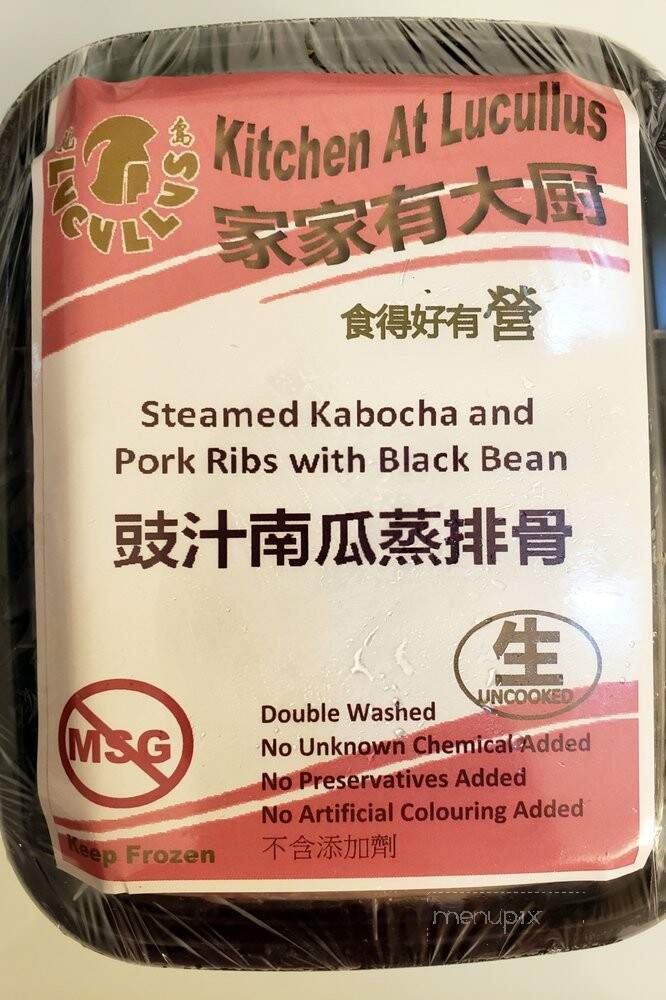 龍島
LUCULLUS
Kitchen At Lucullus
家家有大厨
食得好有營
Steamed Kabocha and
Pork Ribs with Black Bean
豉汁南瓜蒸排骨
生
UNCOOKED
MSG
Double Washed
No Unknown Chemical Added
No Preservatives Added
No Artificial Colouring Added
Keep Frozen
不含添加劑
menupix